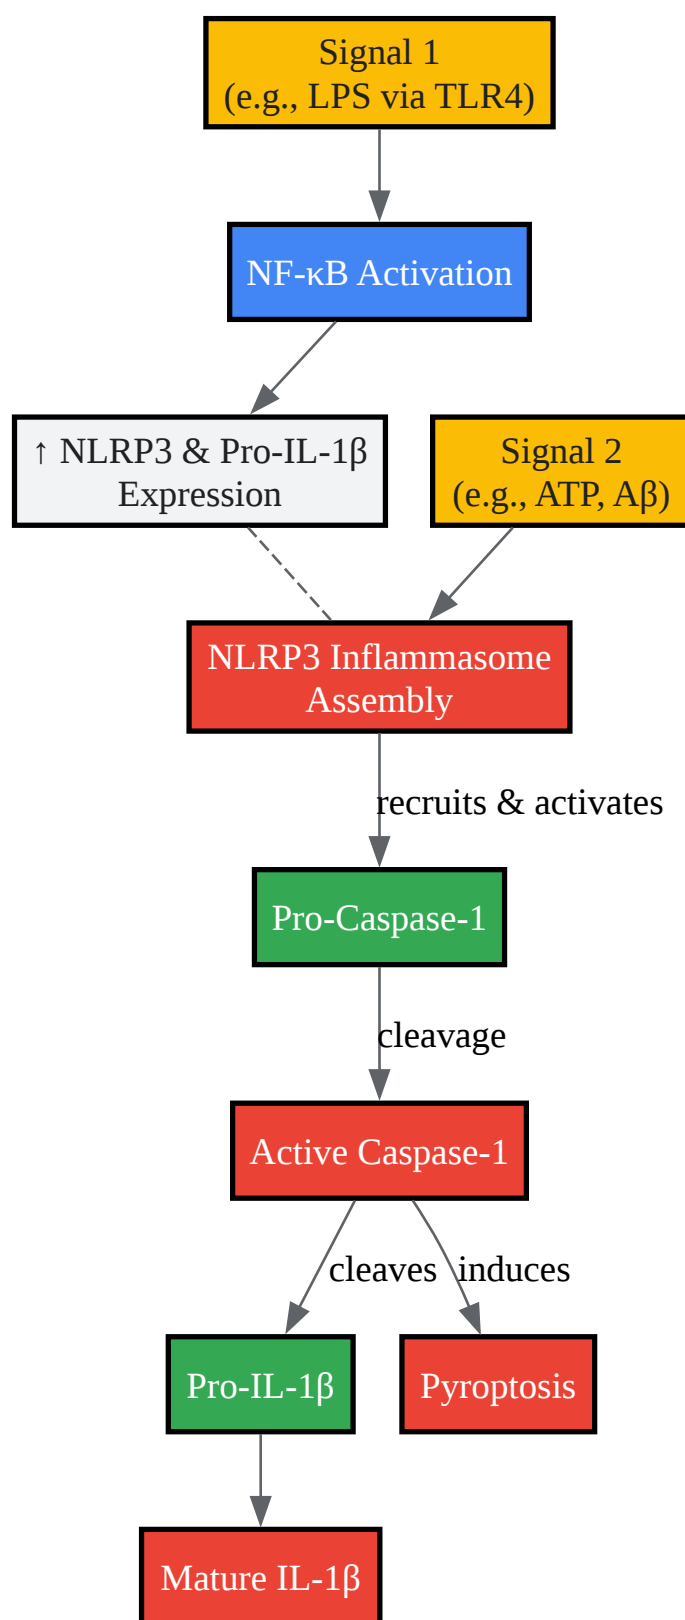 Signal 1
(e.g., LPS via TLR4)
NF-κB Activation
↑ NLRP3 & Pro-IL-1β
Expression
Signal 2
(e.g., ATP, Aβ)
NLRP3 Inflammasome
Assembly
recruits & activates
Pro-Caspase-1
cleavage
Active Caspase-1
cleaves
induces
Pro-IL-1β
Pyroptosis
Mature IL-1β